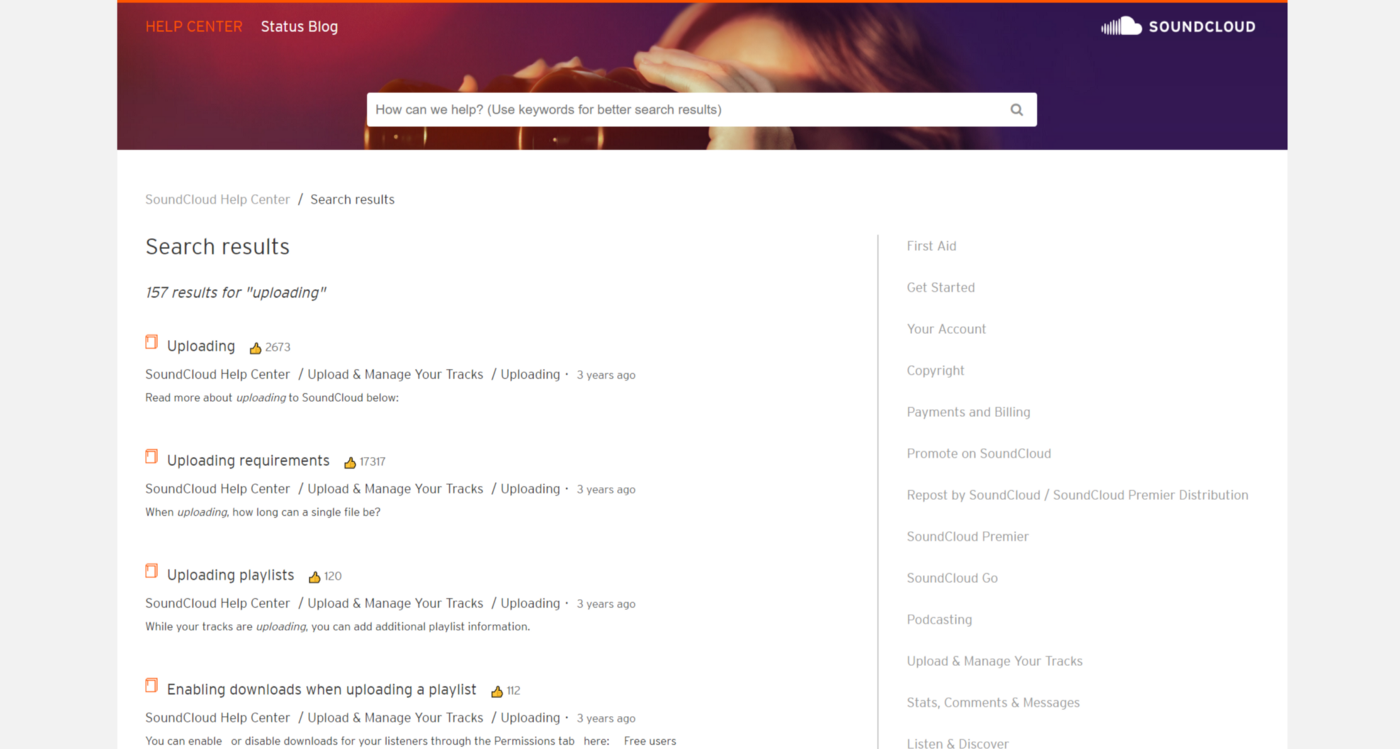 HELP CENTER Status Blog
SOUNDCLOUD
How can we help? (Use keywords for better search results)
SoundCloud Help Center / Search results
Search results
157 results for "uploading"
Uploading 2673
SoundCloud Help Center / Upload & Manage Your Tracks / Uploading · 3 years ago
Read more about uploading to SoundCloud below:
Uploading requirements 17317
SoundCloud Help Center / Upload & Manage Your Tracks / Uploading · 3 years ago
When uploading, how long can a single file be?
Uploading playlists 120
SoundCloud Help Center / Upload & Manage Your Tracks / Uploading · 3 years ago
While your tracks are uploading, you can add additional playlist information.
Enabling downloads when uploading a playlist 112
SoundCloud Help Center / Upload & Manage Your Tracks / Uploading · 3 years ago
You can enable or disable downloads for your listeners through the Permissions tab here: Free users
First Aid
Get Started
Your Account
Copyright
Payments and Billing
Promote on SoundCloud
Repost by SoundCloud / SoundCloud Premier Distribution
SoundCloud Premier
SoundCloud Go
Podcasting
Upload & Manage Your Tracks
Stats, Comments & Messages
Listen & Discover